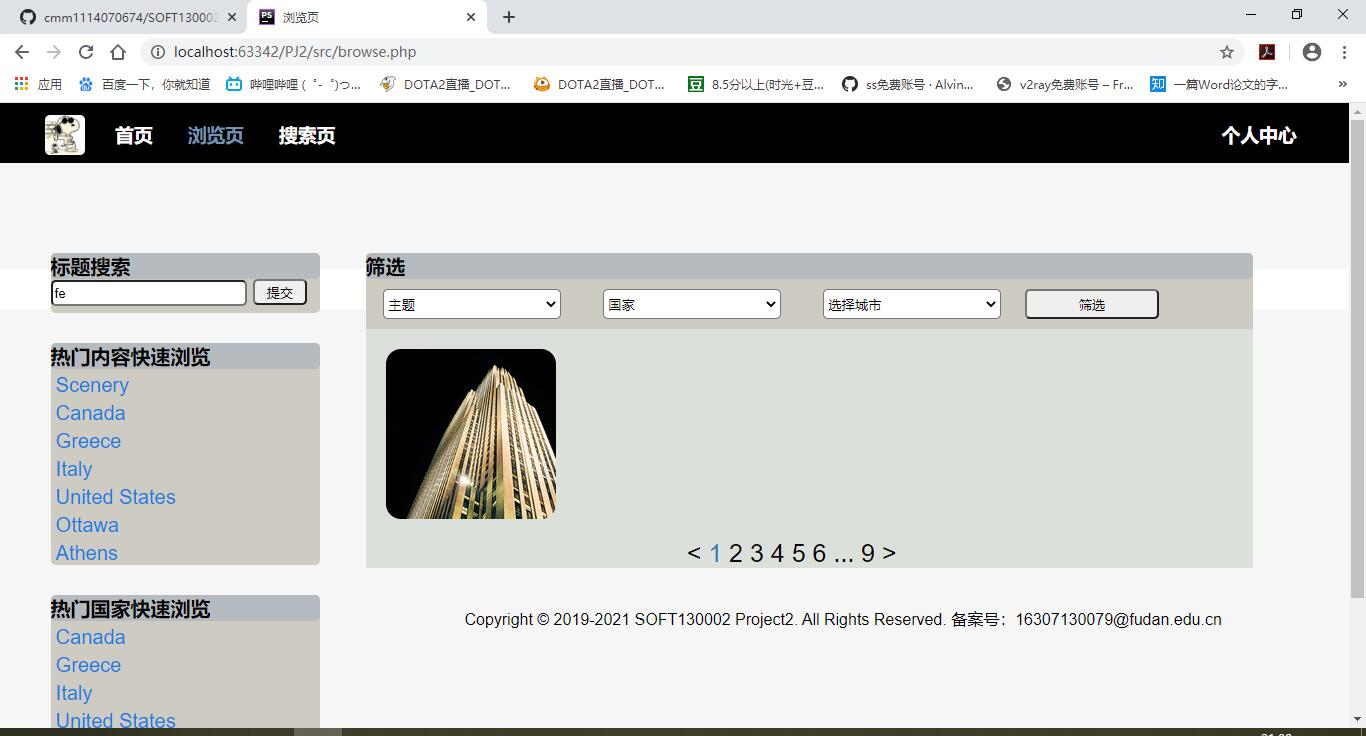 cmm1114070674/SOFT130002
浏览页
localhost:63342/PJ2/src/browse.php
应用 百度一下，你就知道 哔哩哔哩 ( ゜- ゜)つ... DOTA2直播_DOT... DOTA2直播_DOT... 8.5分以上(时光+豆... ss免费账号 · Alvin... v2ray免费账号 – Fr... 一篇Word论文的字... »
首页 浏览页 搜索页 个人中心
标题搜索
fe 提交
筛选
主题 国家 选择城市 筛选
热门内容快速浏览
Scenery
Canada
Greece
Italy
United States
Ottawa
Athens
< 1 2 3 4 5 6 ... 9 >
热门国家快速浏览
Canada
Greece
Italy
United States
Copyright © 2019-2021 SOFT130002 Project2. All Rights Reserved. 备案号：16307130079@fudan.edu.cn